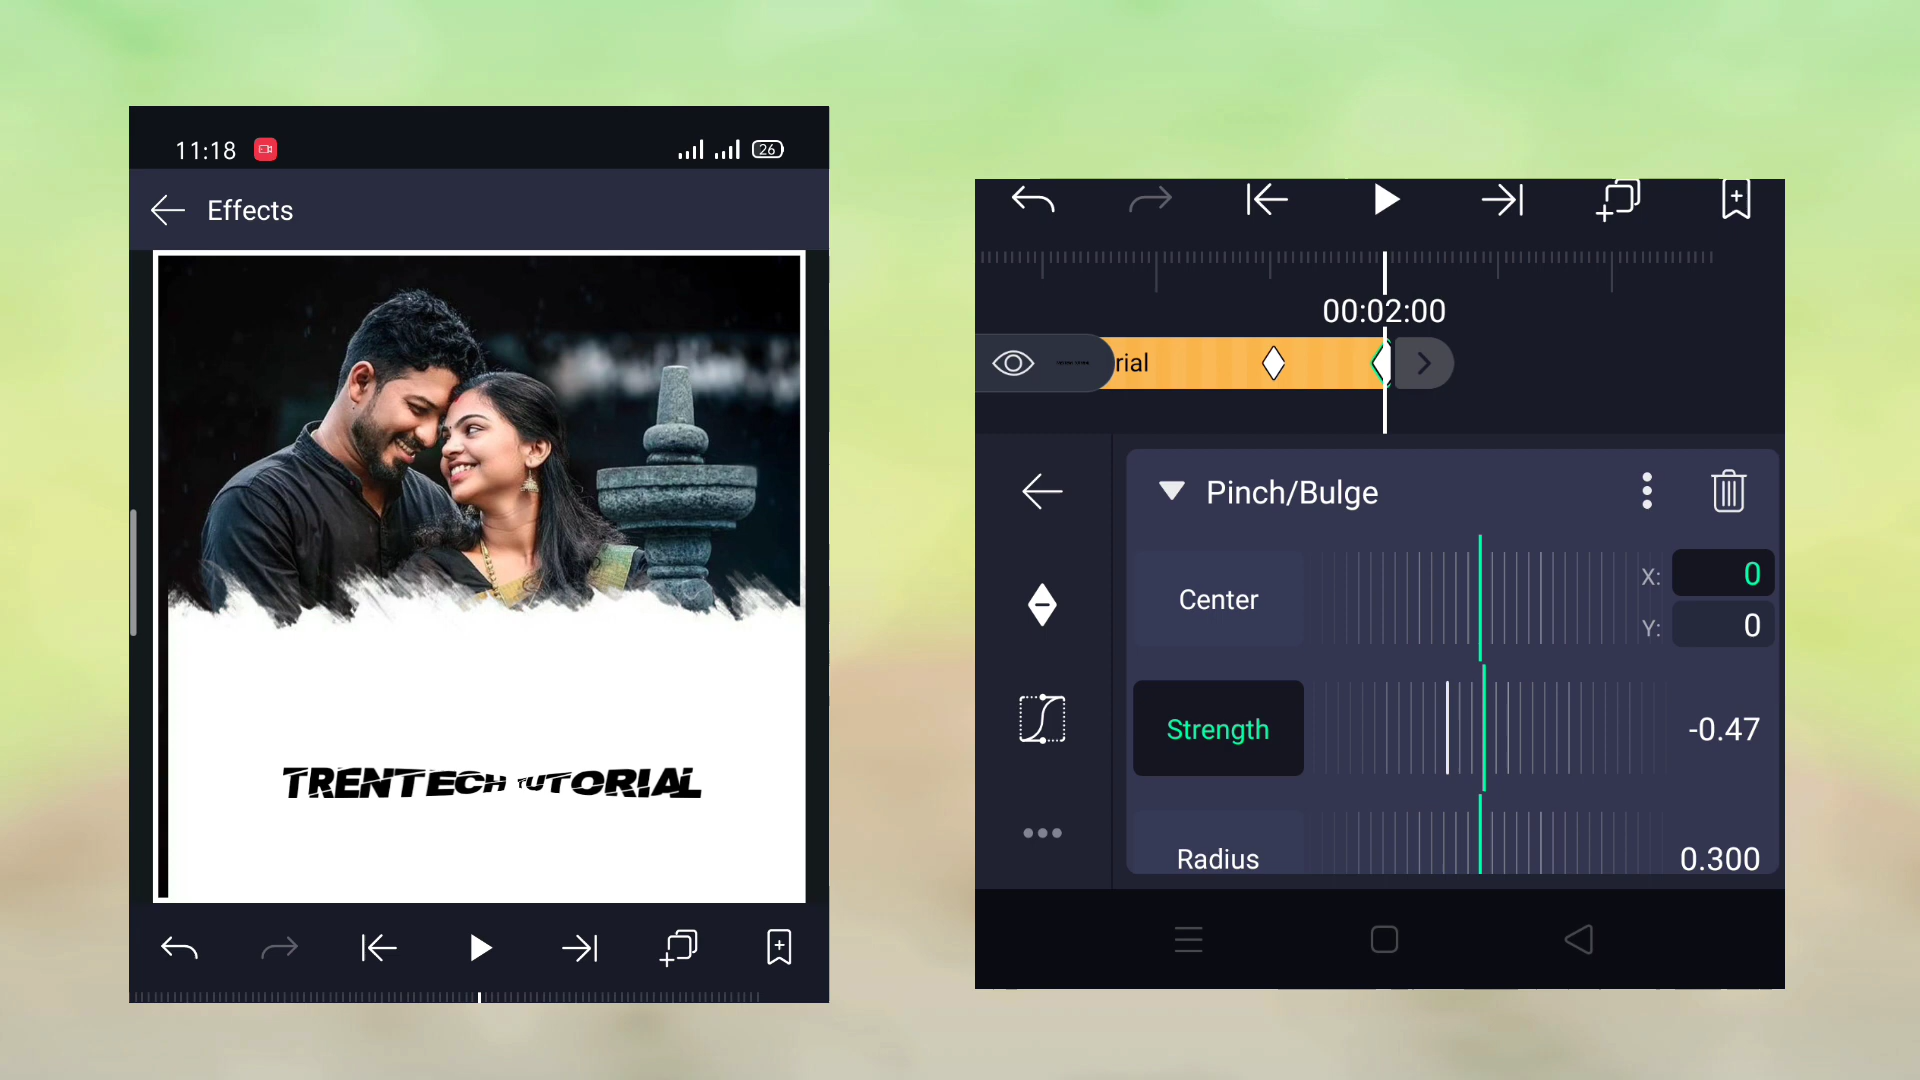 11:18
26
Effects
TRENTECH TUTORIAL
00:02:00
rial
Pinch/Bulge
Center
X: 0
Y: 0
Strength
-0.47
Radius
0.300